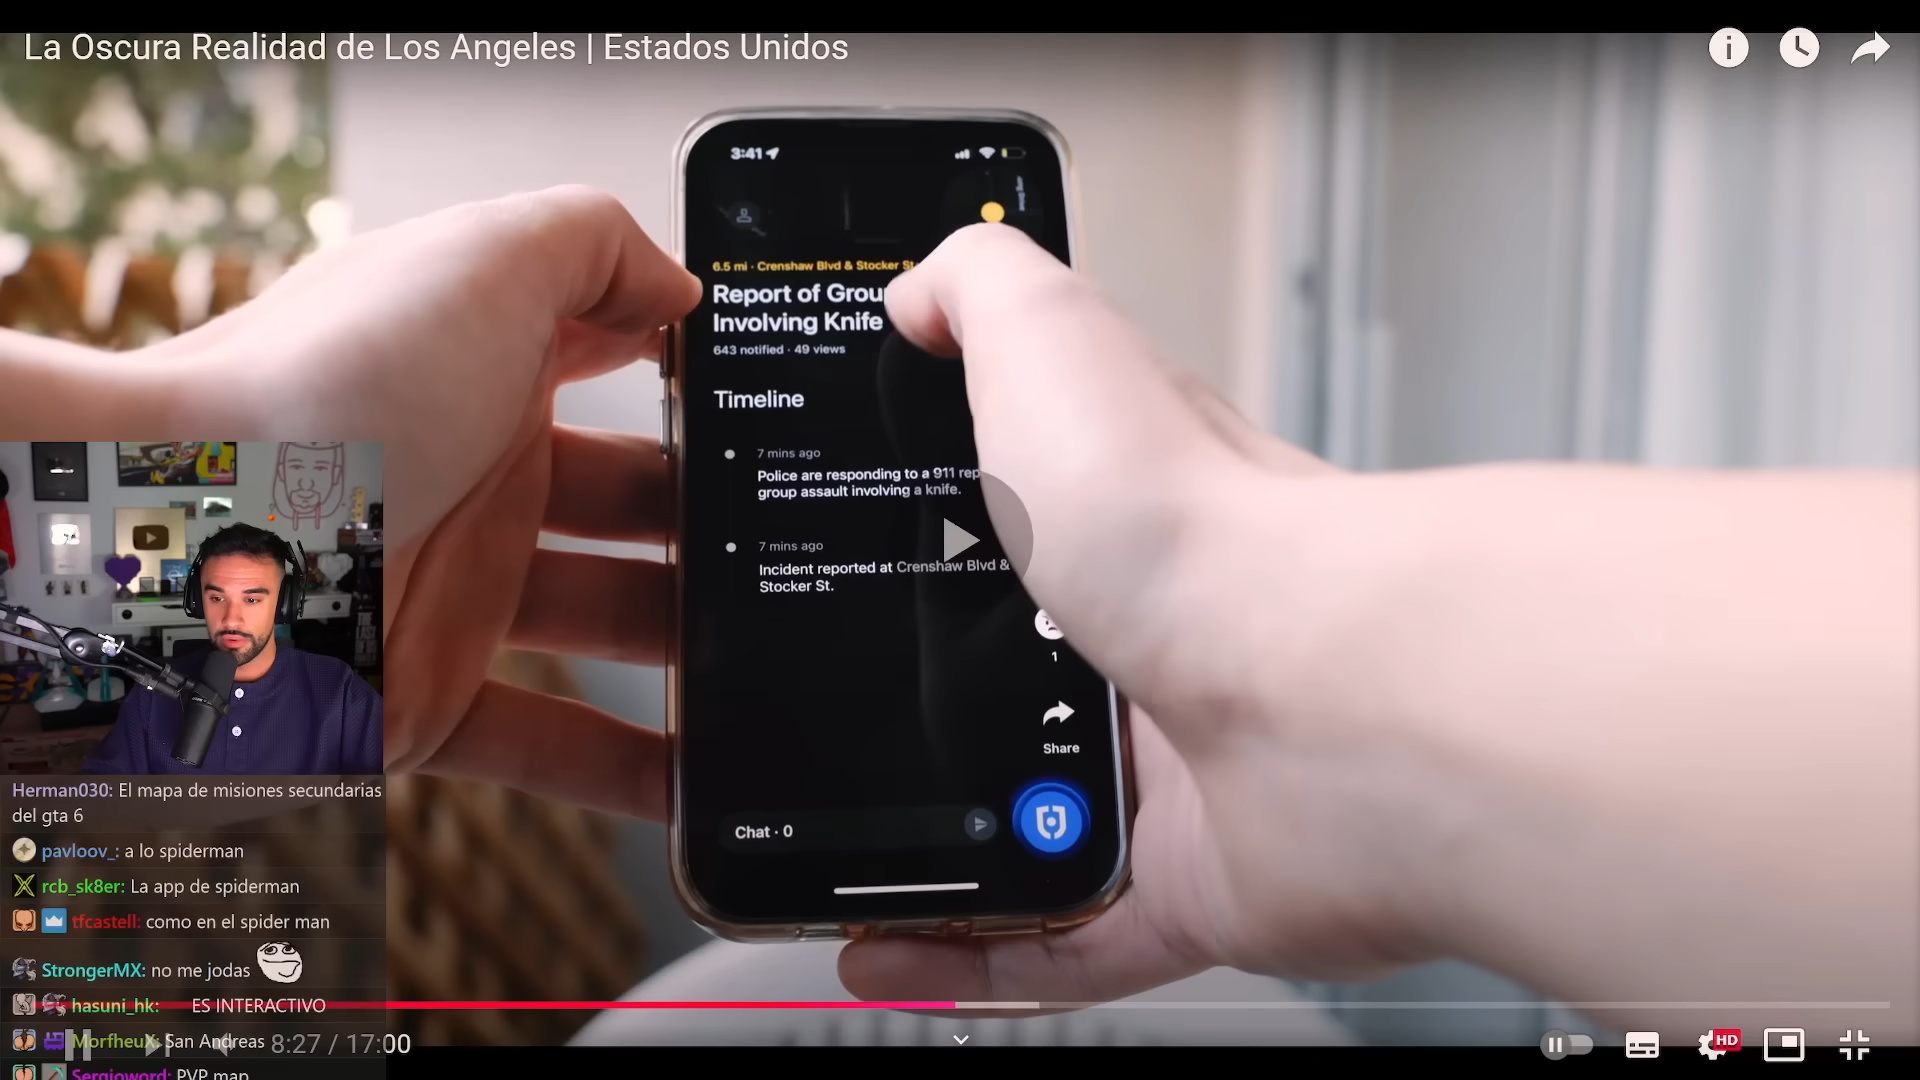 La Oscura Realidad de Los Angeles | Estados Unidos
3:41
6.5 mi · Crenshaw Blvd & Stocker St
Report of Grou
Involving Knife
643 notified · 49 views
Timeline
7 mins ago
Police are responding to a 911 rep
group assault involving a knife.
7 mins ago
Incident reported at Crenshaw Blvd &
Stocker St.
1
Share
Chat · 0
Herman030: El mapa de misiones secundarias
del gta 6
pavloov_: a lo spiderman
rcb_sk8er: La app de spiderman
tfcastell: como en el spider man
StrongerMX: no me jodas
hasuni_hk: ES INTERACTIVO
MorfheuX: San Andreas
Sergioword: PVP map
8:27 / 17:00
HD